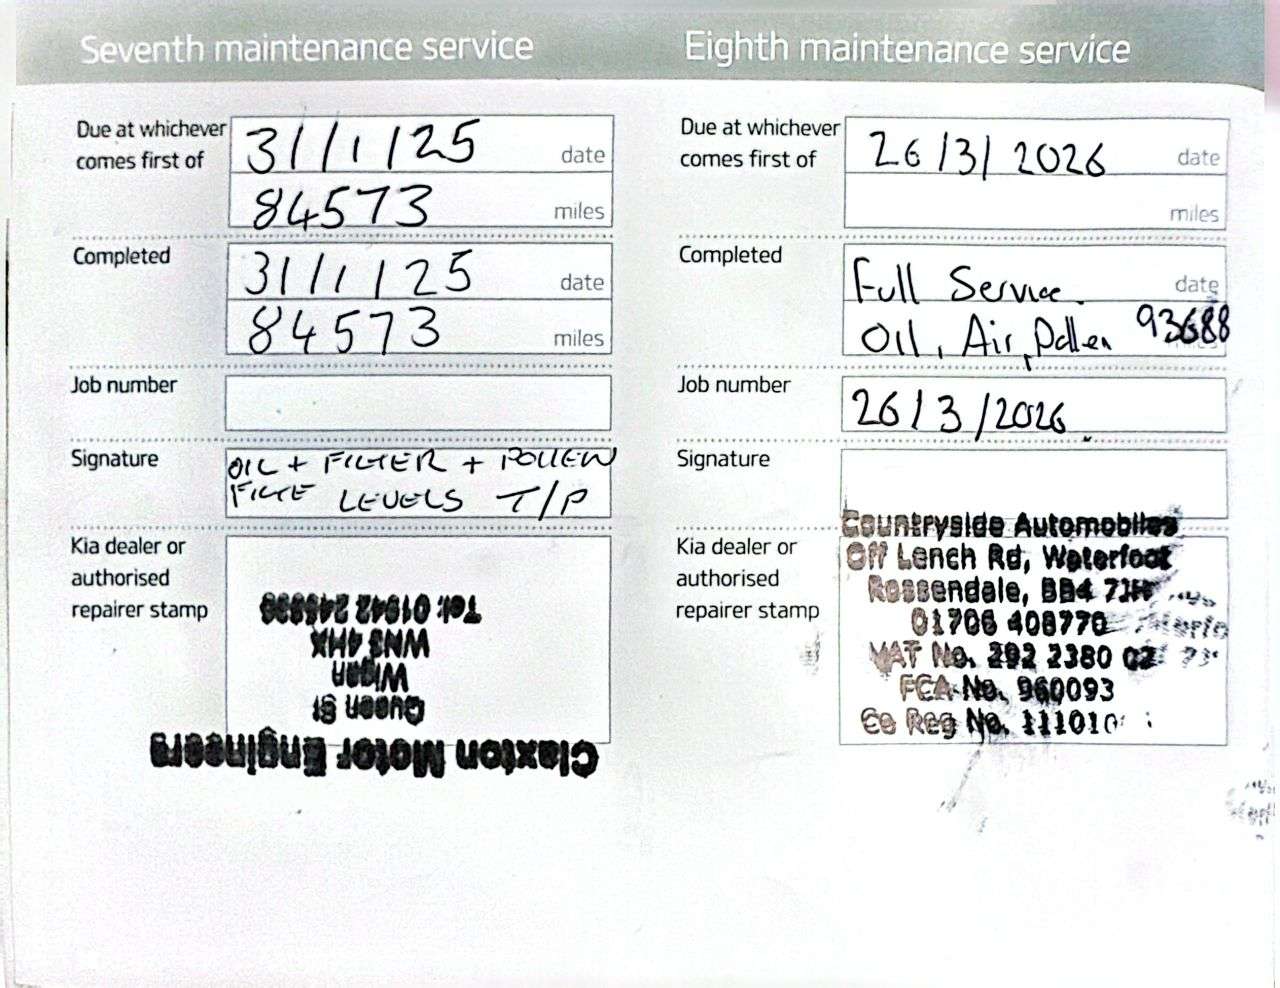 Seventh maintenance service
Due at whichever comes first of
31/1/25 date
84573 miles
Completed
31/1/25 date
84573 miles
Job number
Signature
OIL + FILTER + POLLEN
FILTE LEVELS T/P
Kia dealer or authorised repairer stamp
Claxton Motor Engineers
Queen St
Wigan
WN3 4HX
Tel: 01942
Eighth maintenance service
Due at whichever comes first of
26/3/2026 date
miles
Completed
Full Service. date
Oil, Air, Pollen 93688
Job number
26/3/2026
Signature
Kia dealer or authorised repairer stamp
Countryside Automobiles
Off Lench Rd, Waterfoot
Rossendale, BB4 7JH
01706 408770
VAT No. 292 2380 02
FCA No. 960093
Co Reg No.